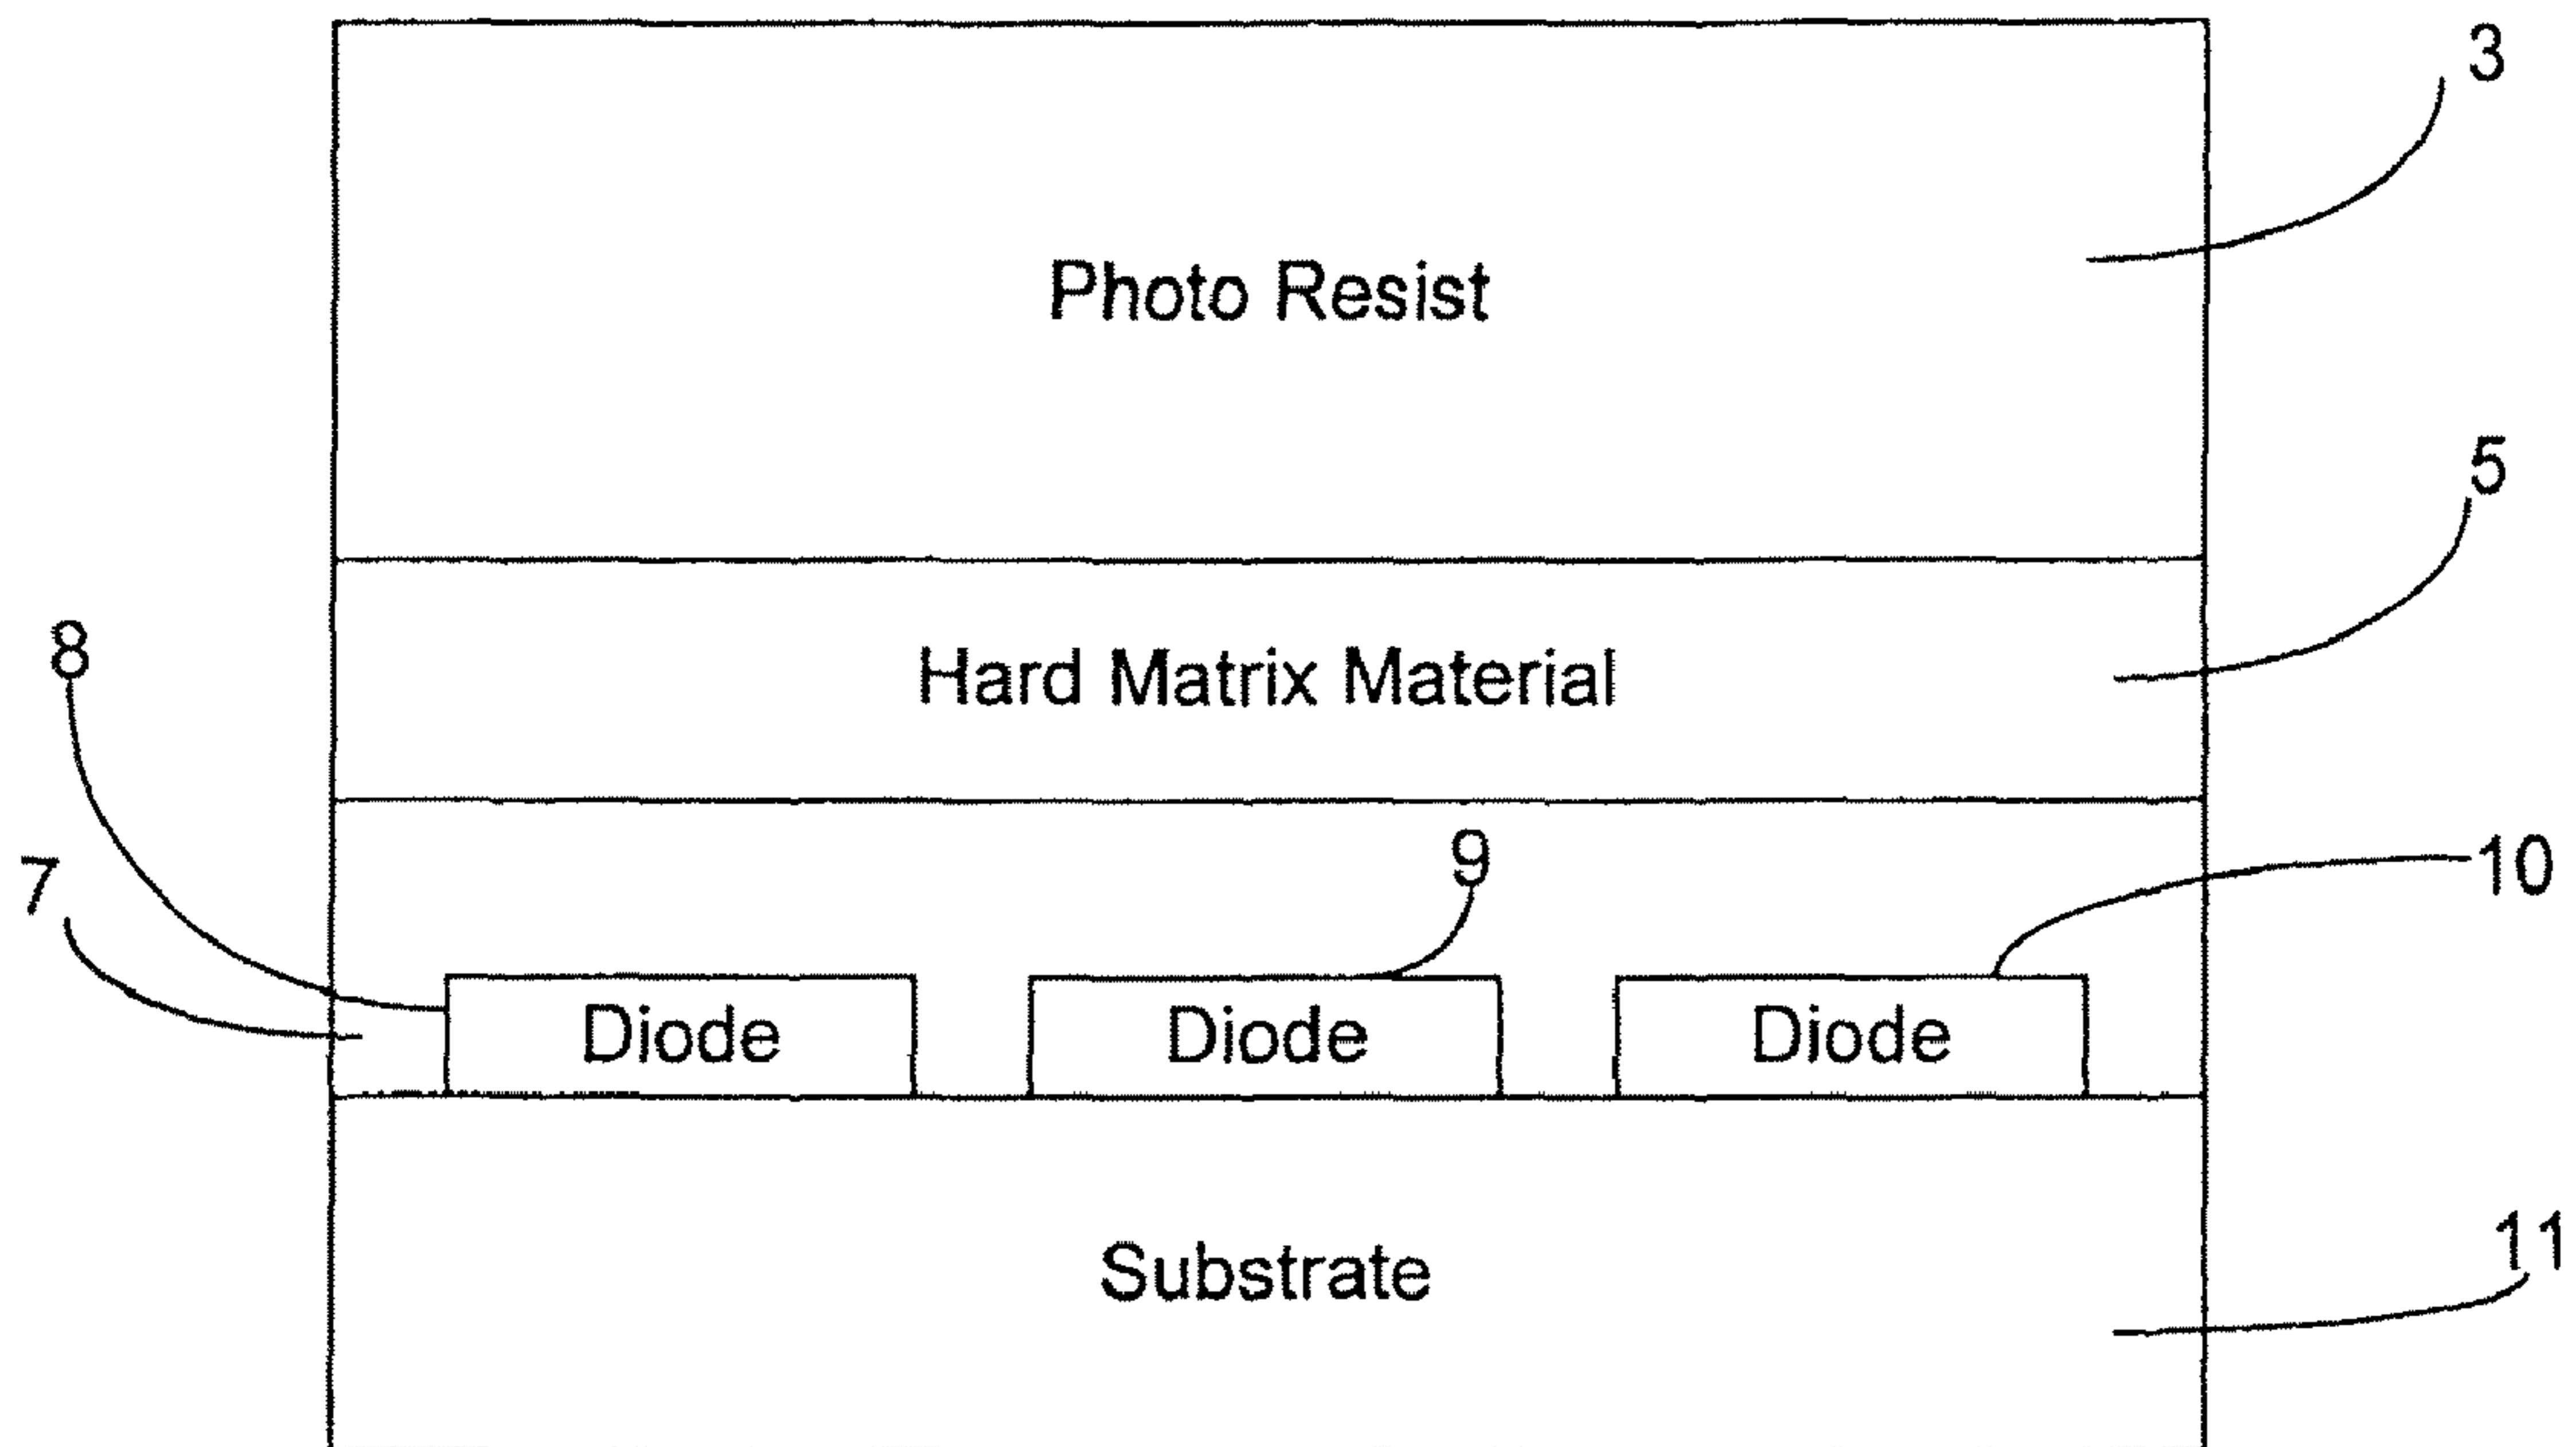 3
Photo Resist
5
8
Hard Matrix Material
7
9
10
Diode
Diode
Diode
11
Substrate